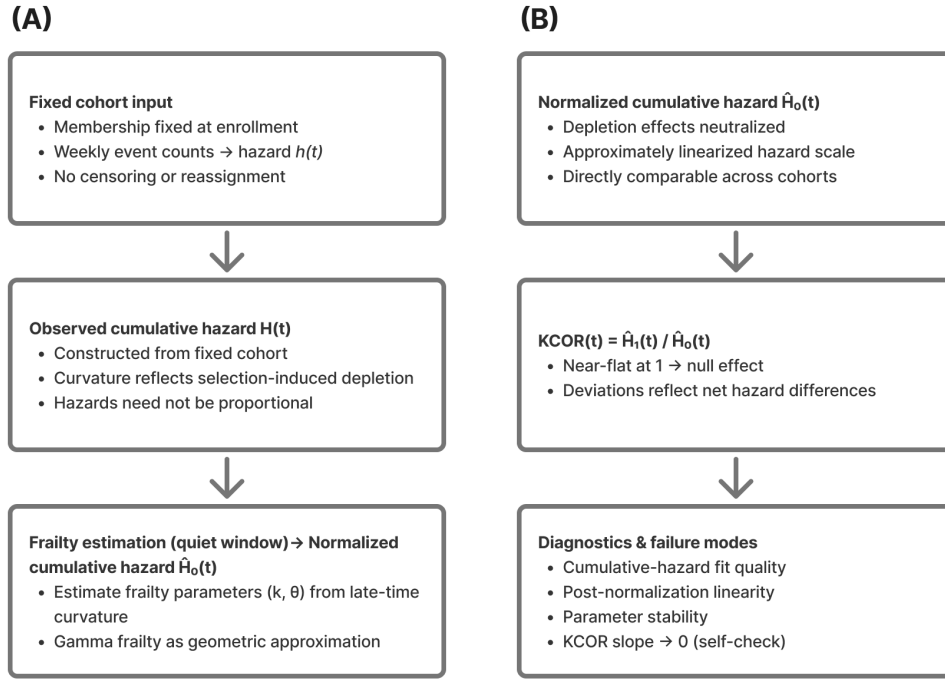 (A)
Fixed cohort input
• Membership fixed at enrollment
• Weekly event counts → hazard h(t)
• No censoring or reassignment
Observed cumulative hazard H(t)
• Constructed from fixed cohort
• Curvature reflects selection-induced depletion
• Hazards need not be proportional
Frailty estimation (quiet window)→ Normalized
cumulative hazard Ĥ₀(t)
• Estimate frailty parameters (k, θ) from late-time
curvature
• Gamma frailty as geometric approximation
(B)
Normalized cumulative hazard Ĥ₀(t)
• Depletion effects neutralized
• Approximately linearized hazard scale
• Directly comparable across cohorts
KCOR(t) = Ĥ₁(t) / Ĥ₀(t)
• Near-flat at 1 → null effect
• Deviations reflect net hazard differences
Diagnostics & failure modes
• Cumulative-hazard fit quality
• Post-normalization linearity
• Parameter stability
• KCOR slope → 0 (self-check)